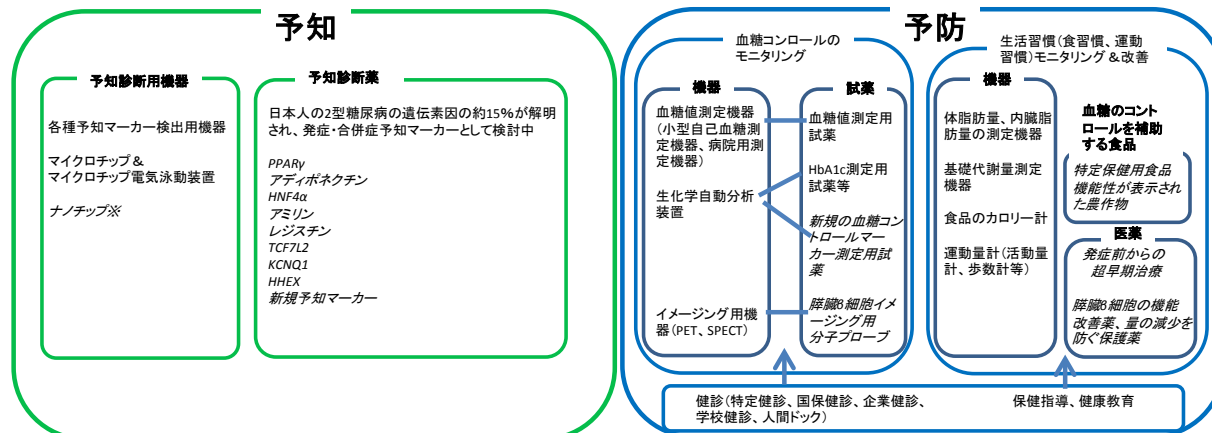 予知
予知診断用機器
各種予知マーカー検出用機器
マイクロチップ＆
マイクロチップ電気泳動装置
ナノチップ※
予知診断薬
日本人の2型糖尿病の遺伝素因の約15%が解明
され、発症・合併症予知マーカーとして検討中
PPARγ
アディポネクチン
HNF4α
アミリン
レジスチン
TCF7L2
KCNQ1
HHEX
新規予知マーカー
予防
血糖コンロールの
モニタリング
機器
血糖値測定機器
（小型自己血糖測
定機器、病院用測
定機器）
生化学自動分析
装置
イメージング用機
器（PET、SPECT）
試薬
血糖値測定用
試薬
HbA1c測定用
試薬等
新規の血糖コン
トロールマー
カー測定用試
薬
膵臓β細胞イメ
ージング用
分子プローブ
生活習慣（食習慣、運動
習慣）モニタリング＆改善
機器
体脂肪量、内臓脂
肪量の測定機器
基礎代謝量測定
機器
食品のカロリー計
運動量計（活動量
計、歩数計等）
血糖のコント
ロールを補助
する食品
特定保健用食品
機能性が表示され
た農作物
医薬
発症前からの
超早期治療
膵臓β細胞の機能
改善薬、量の減少を
防ぐ保護薬
健診（特定健診、国保健診、企業健診、
学校健診、人間ドック）
保健指導、健康教育